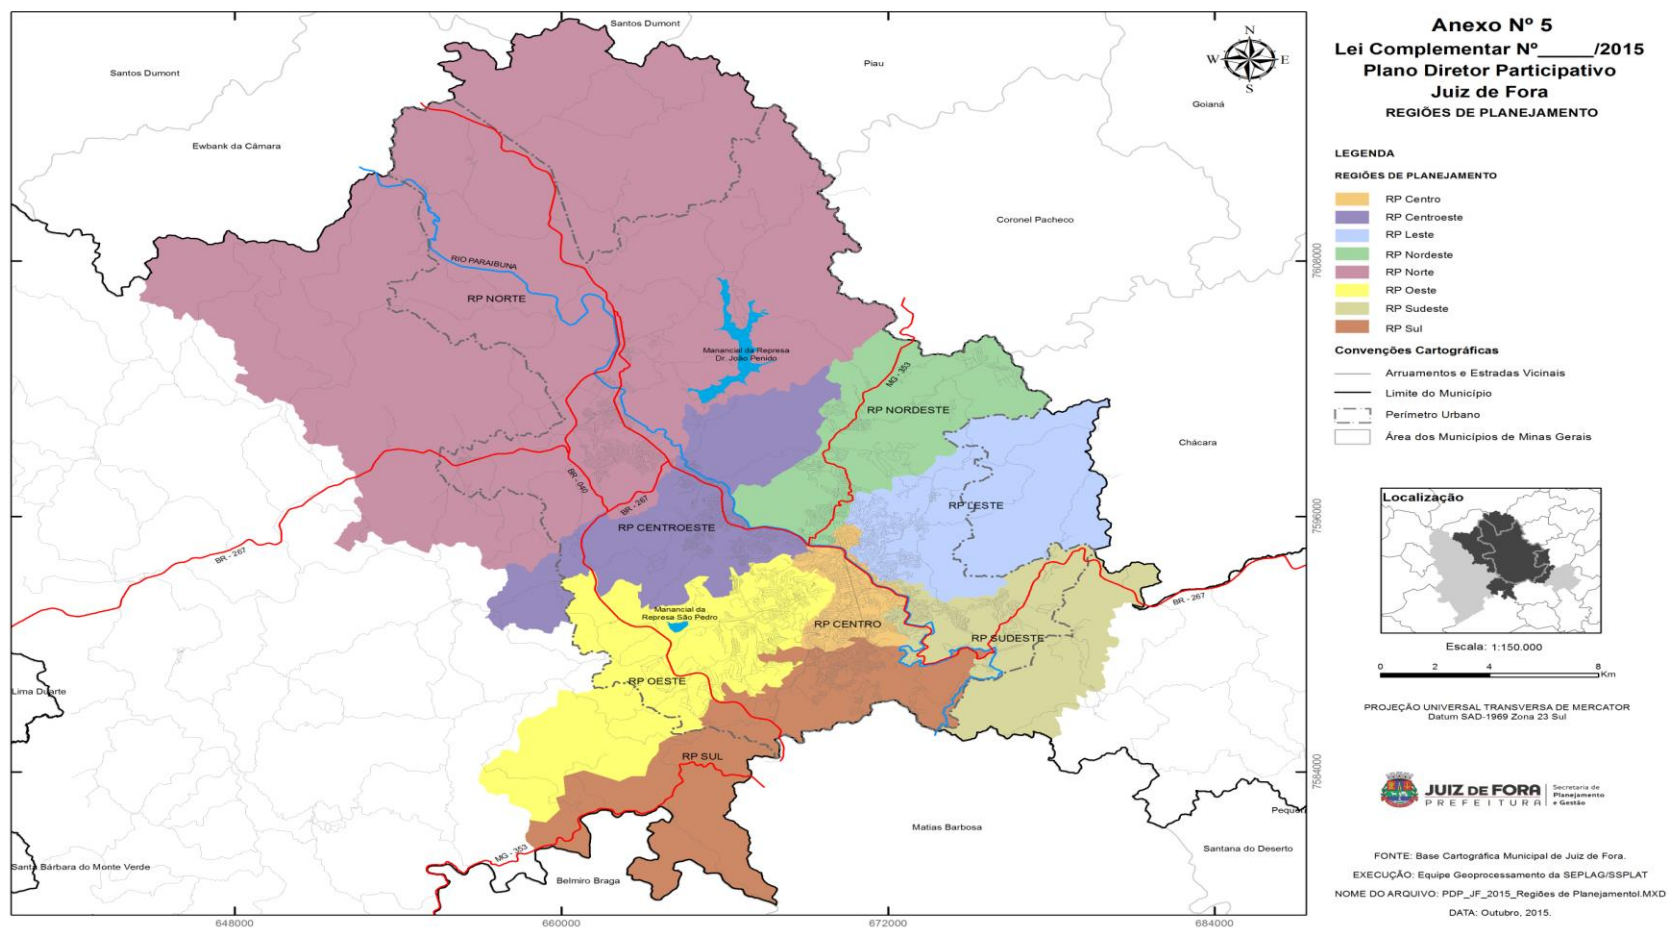 Santos Dumont
Santos Dumont
Piau
Goianá
Ewbank da Câmara
Coronel Pacheco
RIO PARAIBUNA
RP NORTE
Manancial da Represa
Dr. João Penido
MG - 353
RP NORDESTE
Chácara
BR - 040
BR - 267
RP LESTE
RP CENTROESTE
BR - 267
BR - 267
Manancial da
Represa São Pedro
RP CENTRO
RP SUDESTE
RP OESTE
Lima Duarte
RP SUL
Matias Barbosa
Pequeri
Santana do Deserto
MG - 353
Santa Bárbara do Monte Verde
Belmiro Braga
648000
660000
672000
684000
7608000
7596000
7584000
N
W
E
S
Anexo Nº 5
Lei Complementar Nº_____/2015
Plano Diretor Participativo
Juiz de Fora
REGIÕES DE PLANEJAMENTO
LEGENDA
REGIÕES DE PLANEJAMENTO
RP Centro
RP Centroeste
RP Leste
RP Nordeste
RP Norte
RP Oeste
RP Sudeste
RP Sul
Convenções Cartográficas
Arruamentos e Estradas Vicinais
Limite do Município
Perímetro Urbano
Área dos Municípios de Minas Gerais
Localização
Escala: 1:150.000
0 2 4 8
Km
PROJEÇÃO UNIVERSAL TRANSVERSA DE MERCATOR
Datum SAD-1969 Zona 23 Sul
JUIZ DE FORA
PREFEITURA
Secretaria de
Planejamento
e Gestão
FONTE: Base Cartográfica Municipal de Juiz de Fora.
EXECUÇÃO: Equipe Geoprocessamento da SEPLAG/SSPLAT
NOME DO ARQUIVO: PDP_JF_2015_Regiões de Planejamentol.MXD
DATA: Outubro, 2015.